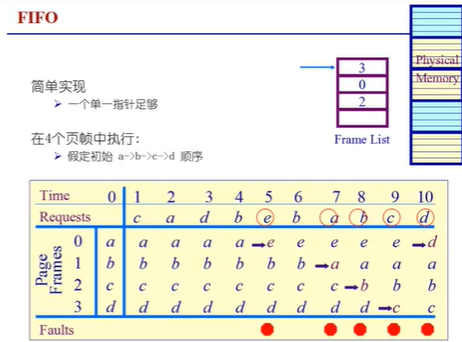 FIFO
简单实现
一个单一指针足够
在4个页帧中执行:
假定初始 a->b->c->d 顺序
3
0
2
Frame List
Physical
Memory
Time 0 1 2 3 4 5 6 7 8 9 10
Requests c a d b e b a b c d
Page Frames
0 a a a a a e e e e e d
1 b b b b b b b a a a a
2 c c c c c c c c b b b
3 d d d d d d d d d c c
Faults